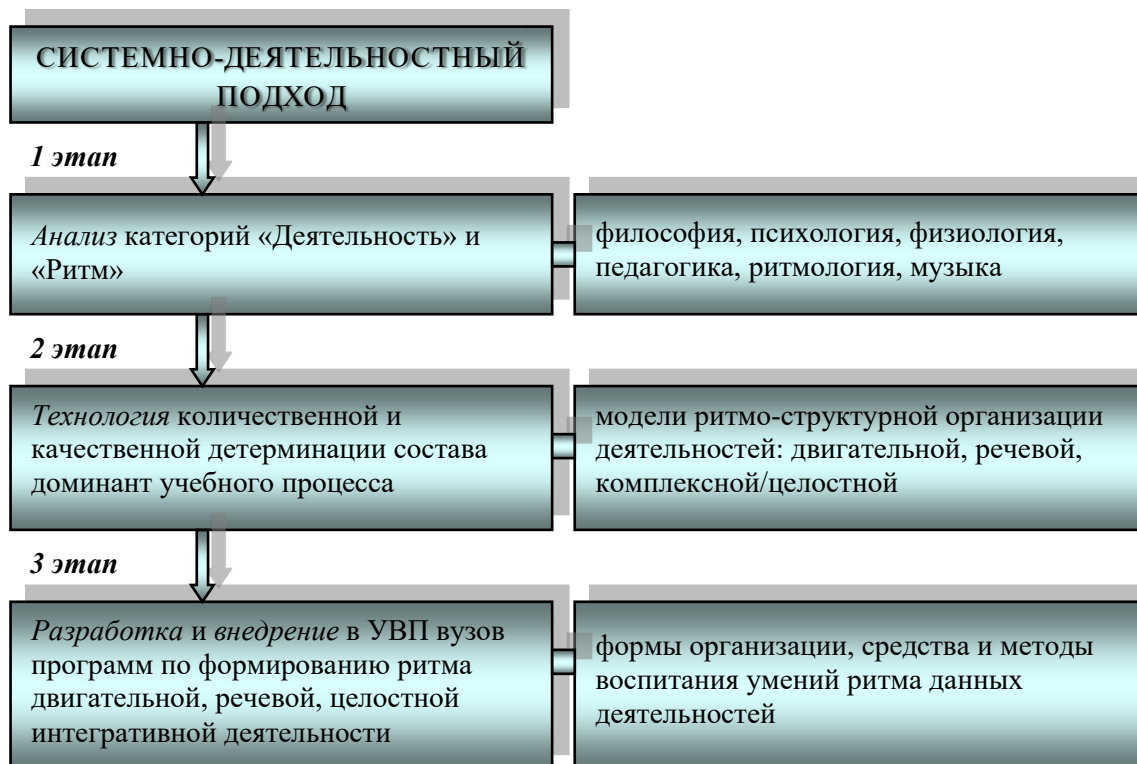 СИСТЕМНО-ДЕЯТЕЛЬНОСТНЫЙ
ПОДХОД
1 этап
Анализ категорий «Деятельность» и
«Ритм»
философия, психология, физиология,
педагогика, ритмология, музыка
2 этап
Технология количественной и
качественной детерминации состава
доминант учебного процесса
модели ритмо-структурной организации
деятельностей: двигательной, речевой,
комплексной/целостной
3 этап
Разработка и внедрение в УВП вузов
программ по формированию ритма
двигательной, речевой, целостной
интегративной деятельности
формы организации, средства и методы
воспитания умений ритма данных
деятельностей